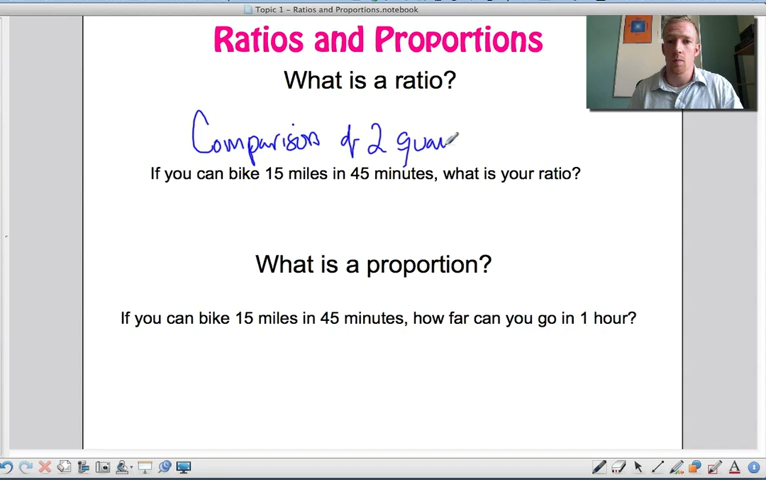 Topic 1 – Ratios and Proportions.notebook
Ratios and Proportions
What is a ratio?
Comparison of 2 quan
If you can bike 15 miles in 45 minutes, what is your ratio?
What is a proportion?
If you can bike 15 miles in 45 minutes, how far can you go in 1 hour?